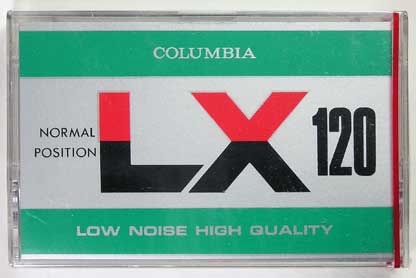 COLUMBIA
NORMAL
POSITION
LX 120
LOW NOISE HIGH QUALITY